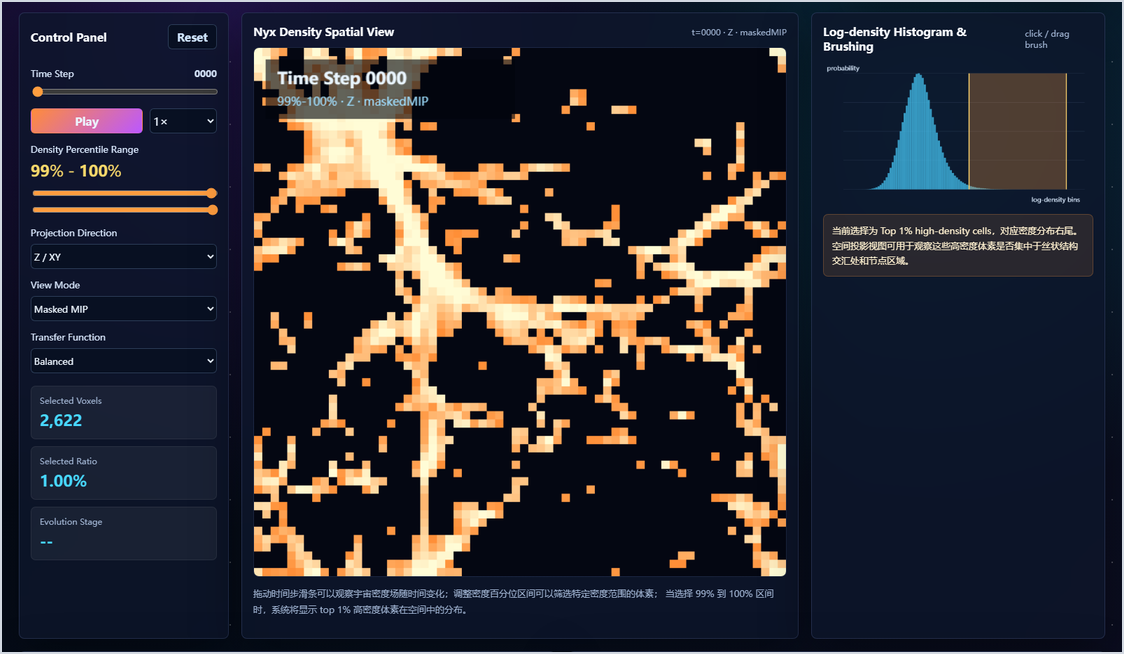 Control Panel
Reset
Time Step
0000
Play
1×
Density Percentile Range
99% - 100%
Projection Direction
Z / XY
View Mode
Masked MIP
Transfer Function
Balanced
Selected Voxels
2,622
Selected Ratio
1.00%
Evolution Stage
--
Nyx Density Spatial View
t=0000 · Z · maskedMIP
Time Step 0000
99%-100% · Z · maskedMIP
拖动时间步滑条可以观察宇宙密度场随时间变化；调整密度百分位区间可以筛选特定密度范围的体素； 当选择 99% 到 100% 区间
时，系统将显示 top 1% 高密度体素在空间中的分布。
Log-density Histogram &
Brushing
click / drag
brush
probability
log-density bins
当前选择为 Top 1% high-density cells，对应密度分布右尾。
空间投影视图可用于观察这些高密度体素是否集中于丝状结构
交汇处和节点区域。